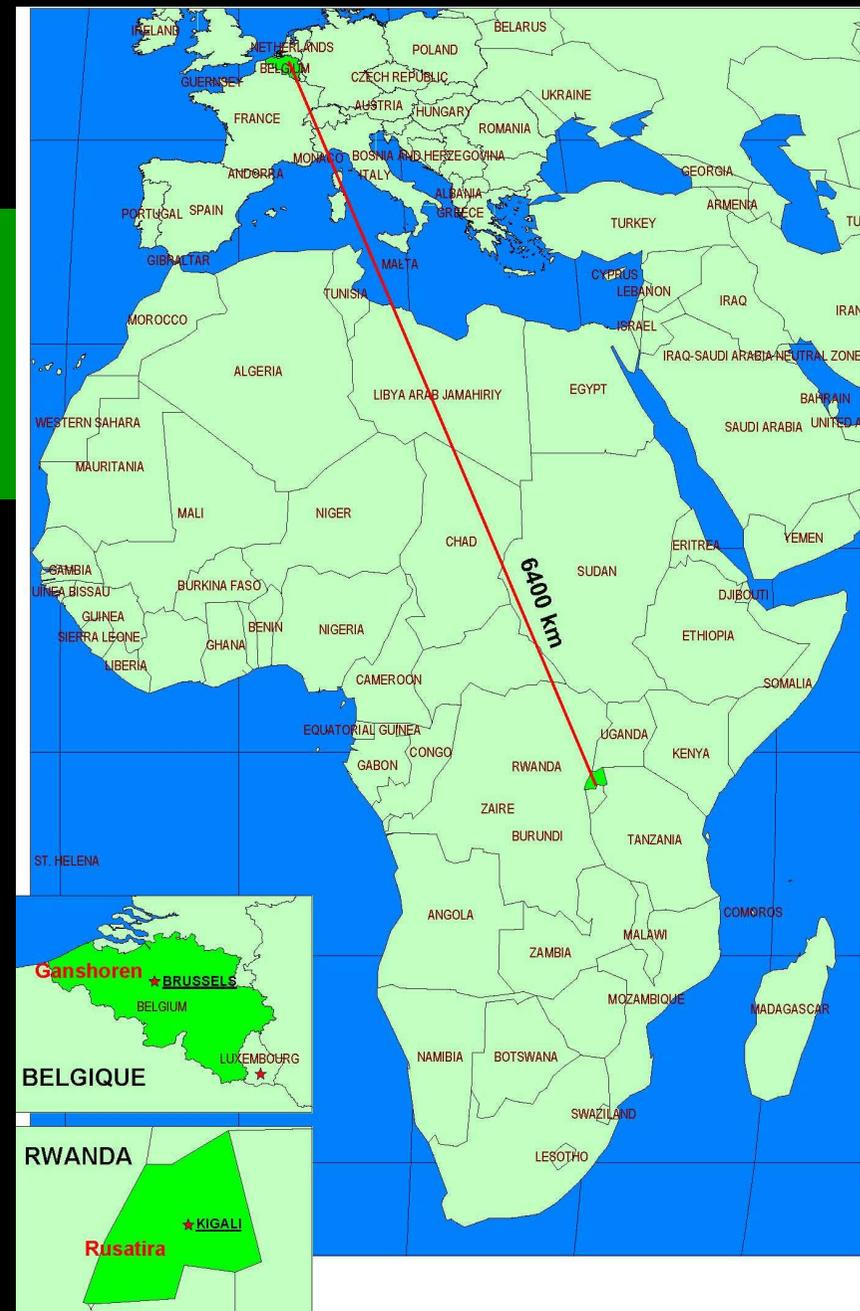 IRELAND
NETHERLANDS
BELARUS
POLAND
BELGIUM
GUERNSEY
CZECH REPUBLIC
UKRAINE
AUSTRIA
HUNGARY
FRANCE
ROMANIA
MONACO
BOSNIA AND HERZEGOVINA
ANDORRA
ITALY
GEORGIA
ALBANIA
ARMENIA
PORTUGAL
SPAIN
GREECE
TURKEY
TU
GIBRALTAR
MALTA
CYPRUS
TUNISIA
LEBANON
IRAQ
IRAN
MOROCCO
ISRAEL
IRAQ-SAUDI ARABIA NEUTRAL ZONE
ALGERIA
LIBYA ARAB JAMAHIRIY
EGYPT
BAHRAIN
WESTERN SAHARA
SAUDI ARABIA
UNITED A
MAURITANIA
MALI
NIGER
CHAD
ERITREA
YEMEN
GAMBIA
SUDAN
6400 km
UINEA BISSAU
BURKINA FASO
DJIBOUTI
GUINEA
BENIN
NIGERIA
SIERRA LEONE
GHANA
ETHIOPIA
LIBERIA
CAMEROON
SOMALIA
EQUATORIAL GUINEA
UGANDA
CONGO
KENYA
GABON
RWANDA
ZAIRE
BURUNDI
TANZANIA
ST. HELENA
ANGOLA
COMOROS
MALAWI
ZAMBIA
MOZAMBIQUE
MADAGASCAR
NAMIBIA
BOTSWANA
SWAZILAND
LESOTHO
Ganshoren
BRUSSELS
BELGIUM
LUXEMBOURG
BELGIQUE
RWANDA
KIGALI
Rusatira